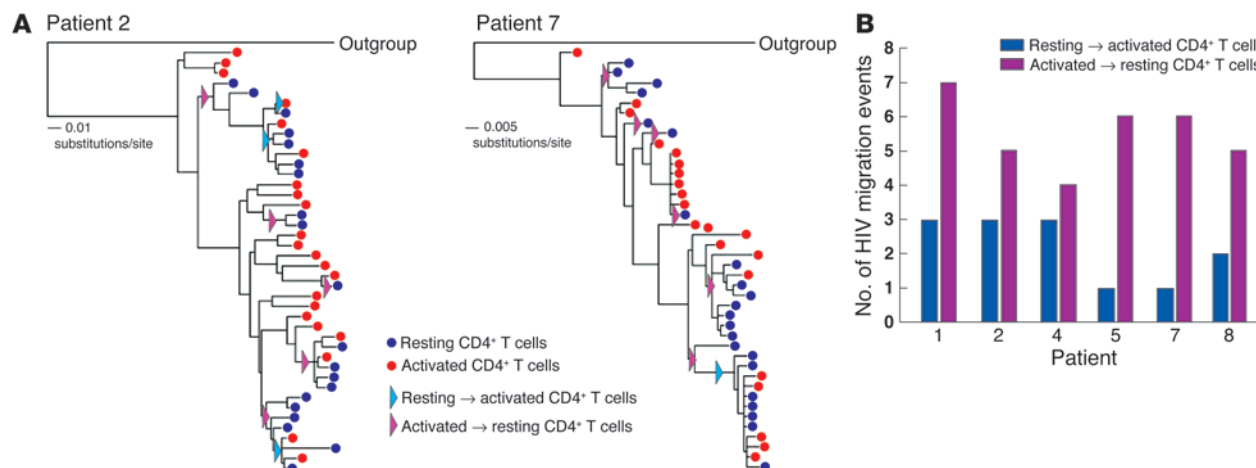 A
Patient 2
Outgroup
0.01
substitutions/site
Patient 7
Outgroup
0.005
substitutions/site
Resting CD4⁺ T cells
Activated CD4⁺ T cells
Resting → activated CD4⁺ T cells
Activated → resting CD4⁺ T cells
B
Resting → activated CD4⁺ T cell
Activated → resting CD4⁺ T cell
No. of HIV migration events
8
7
6
5
4
3
2
1
0
1 2 4 5 7 8
Patient